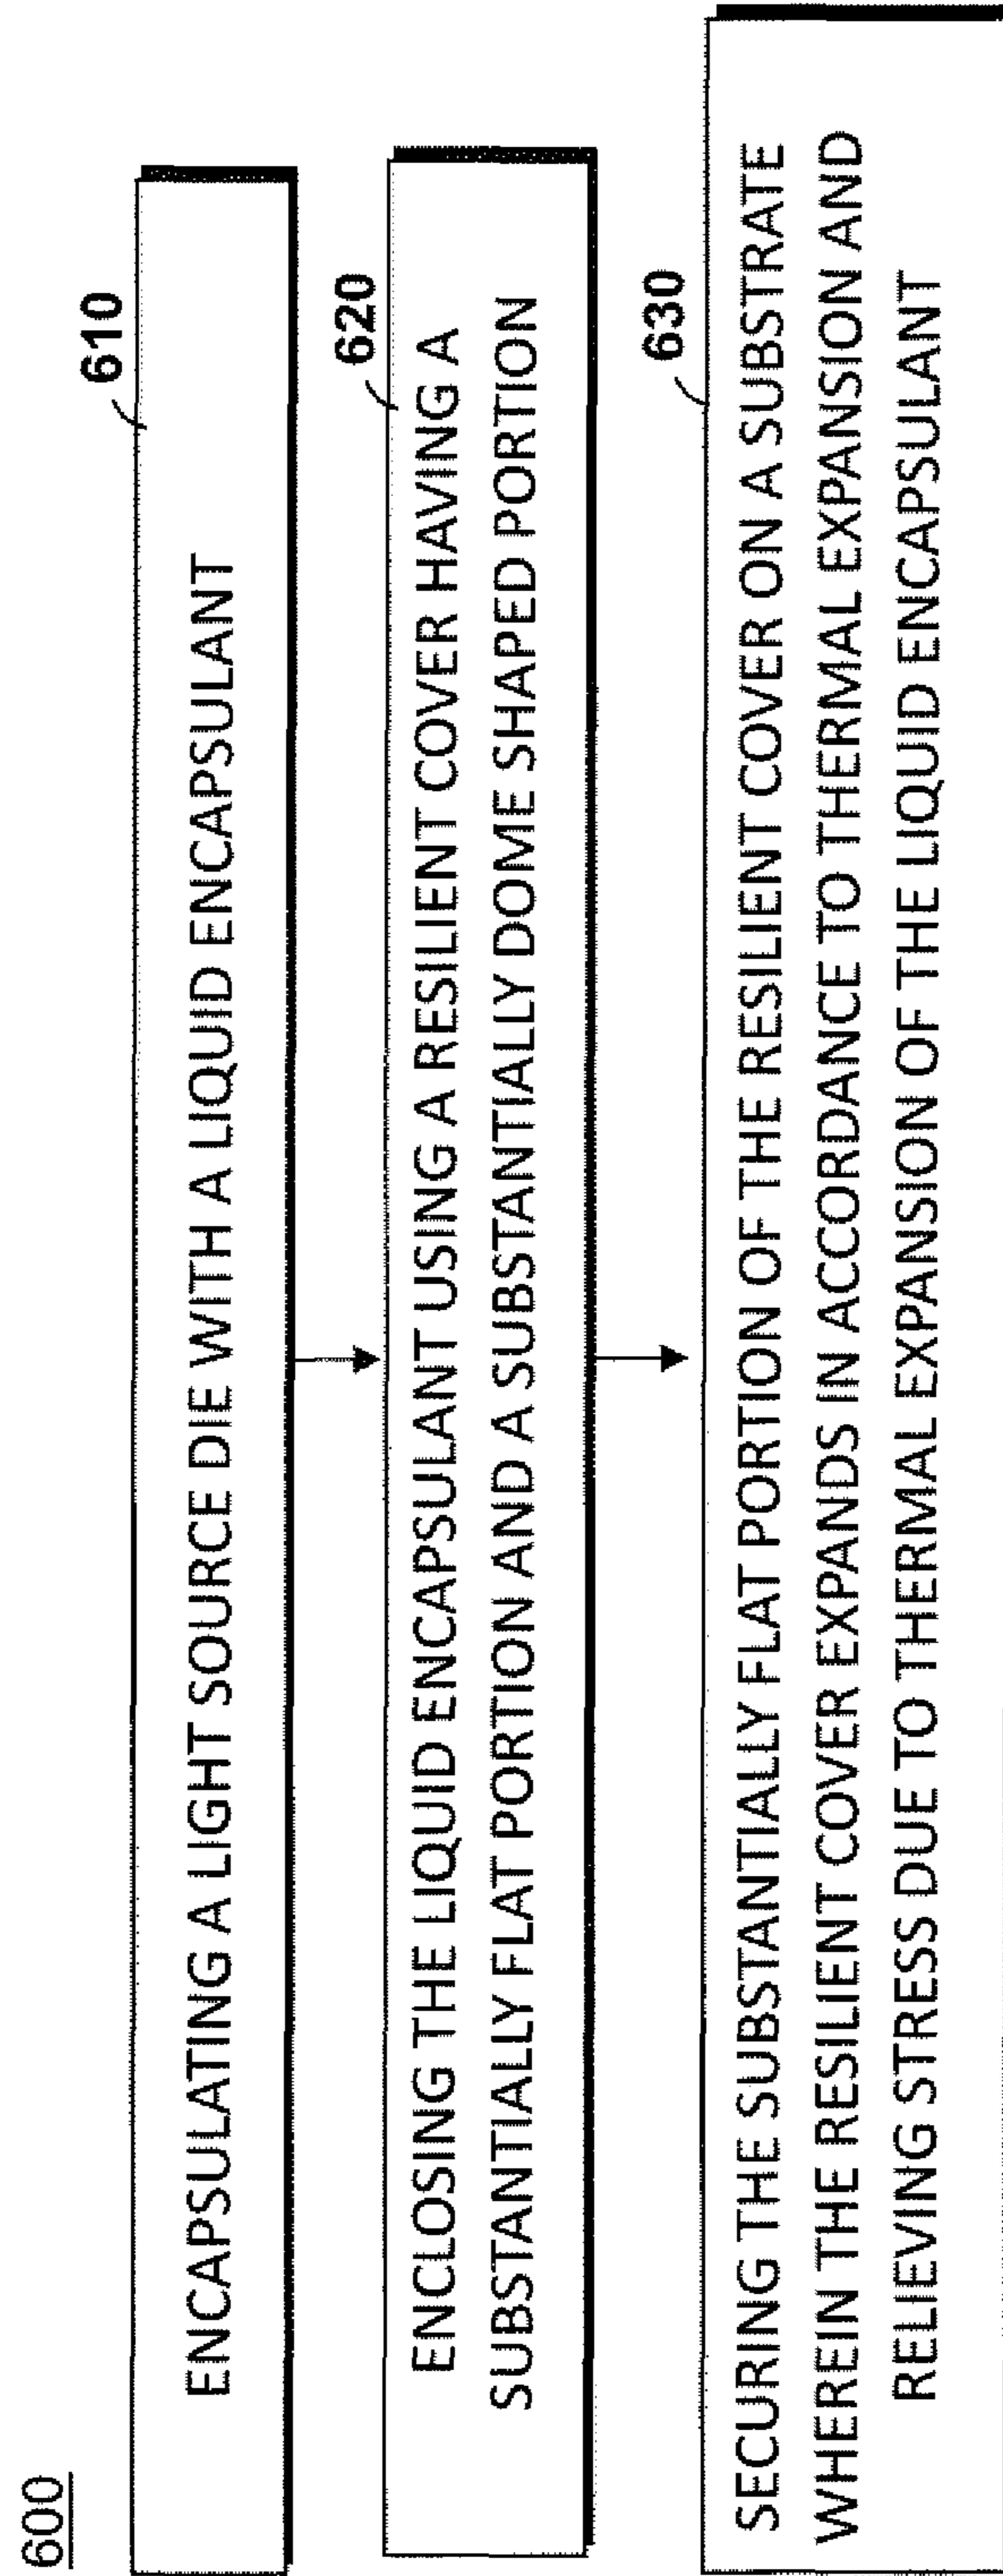 600
610
ENCAPSULATING A LIGHT SOURCE DIE WITH A LIQUID ENCAPSULANT
620
ENCLOSING THE LIQUID ENCAPSULANT USING A RESILIENT COVER HAVING A
SUBSTANTIALLY FLAT PORTION AND A SUBSTANTIALLY DOME SHAPED PORTION
630
SECURING THE SUBSTANTIALLY FLAT PORTION OF THE RESILIENT COVER ON A SUBSTRATE
WHEREIN THE RESILIENT COVER EXPANDS IN ACCORDANCE TO THERMAL EXPANSION AND
RELIEVING STRESS DUE TO THERMAL EXPANSION OF THE LIQUID ENCAPSULANT